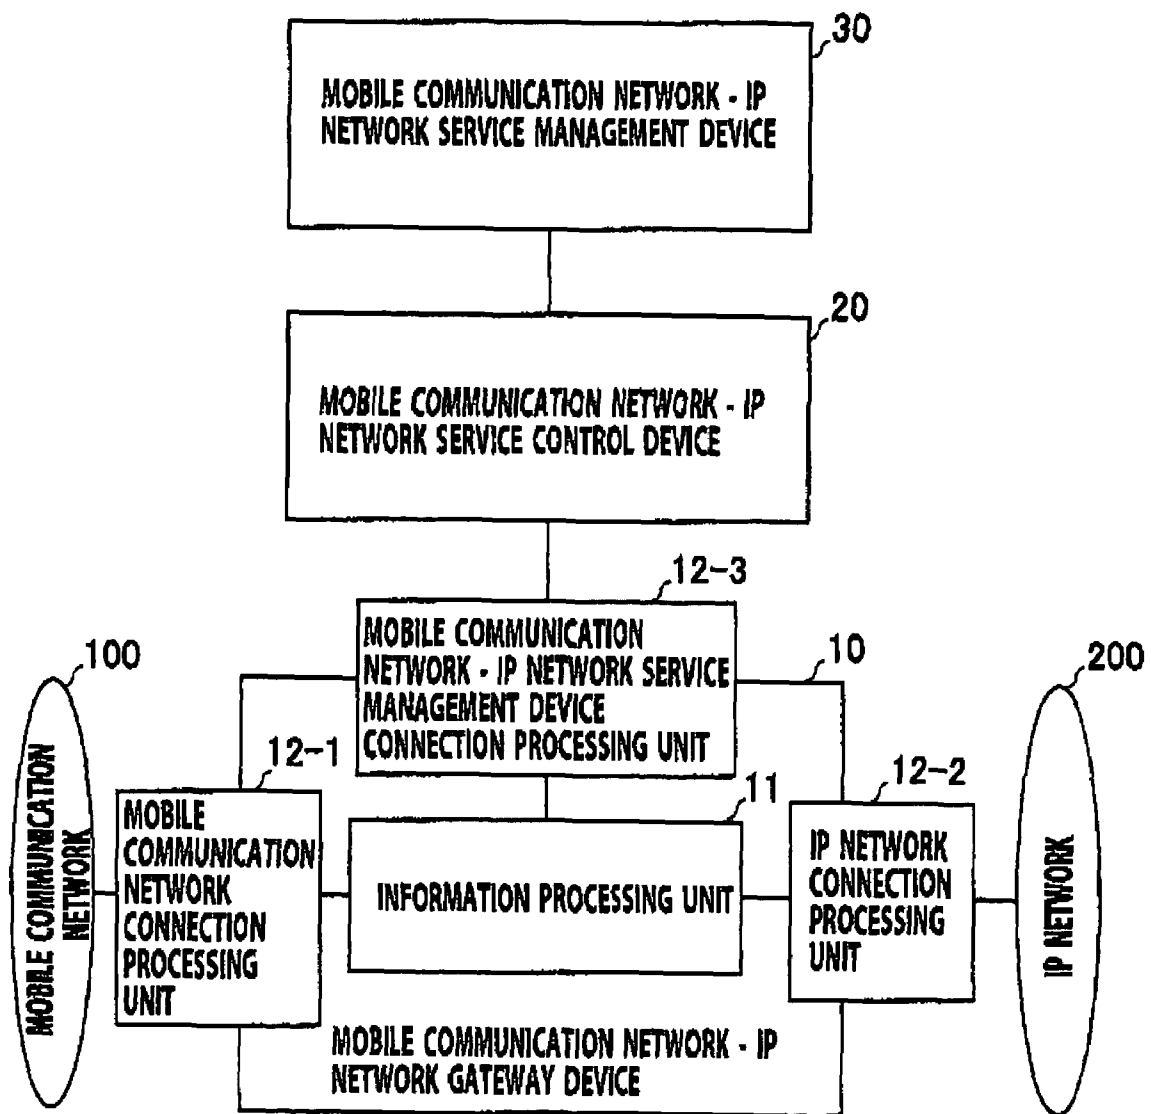 30
MOBILE COMMUNICATION NETWORK - IP
NETWORK SERVICE MANAGEMENT DEVICE
20
MOBILE COMMUNICATION NETWORK - IP
NETWORK SERVICE CONTROL DEVICE
12-3
MOBILE COMMUNICATION
NETWORK - IP NETWORK SERVICE
MANAGEMENT DEVICE
CONNECTION PROCESSING UNIT
10
100
MOBILE COMMUNICATION
NETWORK
12-1
MOBILE
COMMUNICATION
NETWORK
CONNECTION
PROCESSING
UNIT
11
INFORMATION PROCESSING UNIT
12-2
IP NETWORK
CONNECTION
PROCESSING
UNIT
200
IP NETWORK
MOBILE COMMUNICATION NETWORK - IP
NETWORK GATEWAY DEVICE